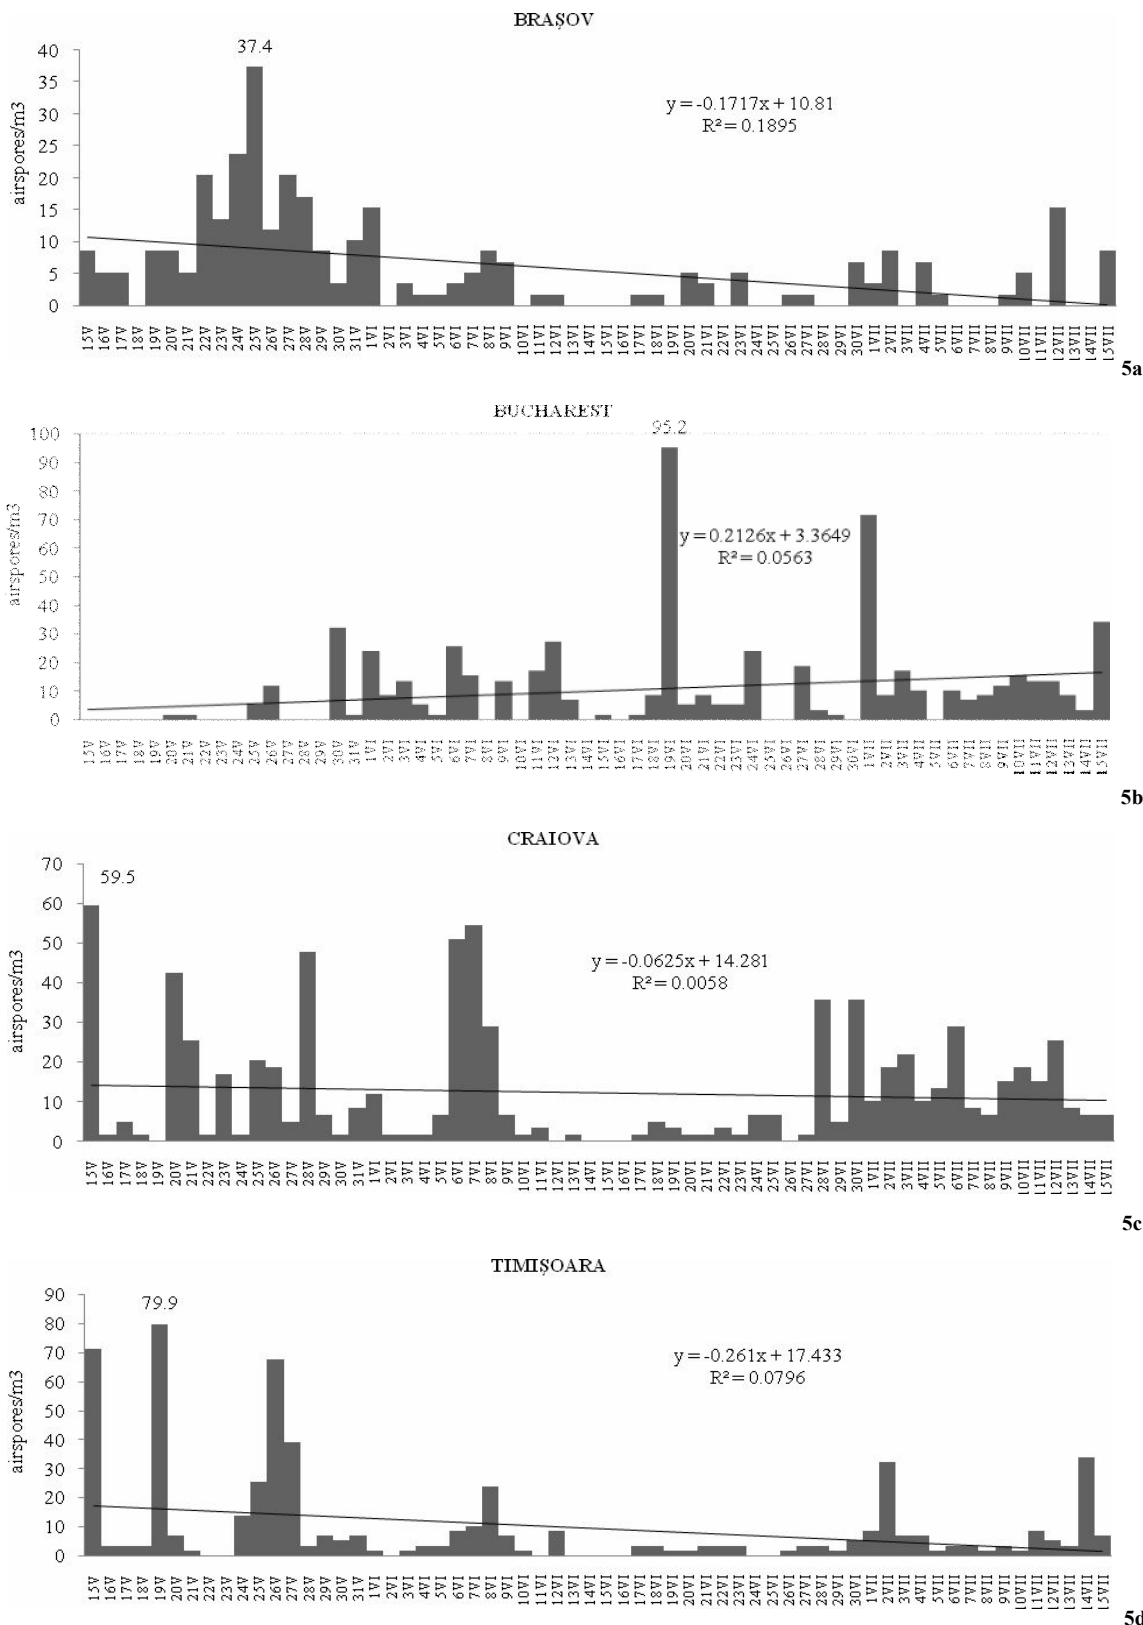 BRAȘOV
37.4
40
35
30
25
20
15
10
5
0
airspores/m3
y = -0.1717x + 10.81
R² = 0.1895
15V 16V 17V 18V 19V 20V 21V 22V 23V 24V 25V 26V 27V 28V 29V 30V 31V 1VI 2VI 3VI 4VI 5VI 6VI 7VI 8VI 9VI 10VI 11VI 12VI 13VI 14VI 15VI 16VI 17VI 18VI 19VI 20VI 21VI 22VI 23VI 24VI 25VI 26VI 27VI 28VI 29VI 30VI 1VII 2VII 3VII 4VII 5VII 6VII 7VII 8VII 9VII 10VII 11VII 12VII 13VII 14VII 15VII
5a
BUCHAREST
95.2
100
90
80
70
60
50
40
30
20
10
0
airspores/m3
y = 0.2126x + 3.3649
R² = 0.0563
15V 16V 17V 18V 19V 20V 21V 22V 23V 24V 25V 26V 27V 28V 29V 30V 31V 1VI 2VI 3VI 4VI 5VI 6VI 7VI 8VI 9VI 10VI 11VI 12VI 13VI 14VI 15VI 16VI 17VI 18VI 19VI 20VI 21VI 22VI 23VI 24VI 25VI 26VI 27VI 28VI 29VI 30VI 1VII 2VII 3VII 4VII 5VII 6VII 7VII 8VII 9VII 10VII 11VII 12VII 13VII 14VII 15VII
5b
CRAIOVA
59.5
70
60
50
40
30
20
10
0
airspores/m3
y = -0.0625x + 14.281
R² = 0.0058
15V 16V 17V 18V 19V 20V 21V 22V 23V 24V 25V 26V 27V 28V 29V 30V 31V 1VI 2VI 3VI 4VI 5VI 6VI 7VI 8VI 9VI 10VI 11VI 12VI 13VI 14VI 15VI 16VI 17VI 18VI 19VI 20VI 21VI 22VI 23VI 24VI 25VI 26VI 27VI 28VI 29VI 30VI 1VII 2VII 3VII 4VII 5VII 6VII 7VII 8VII 9VII 10VII 11VII 12VII 13VII 14VII 15VII
5c
TIMIȘOARA
79.9
90
80
70
60
50
40
30
20
10
0
airspores/m3
y = -0.261x + 17.433
R² = 0.0796
15V 16V 17V 18V 19V 20V 21V 22V 23V 24V 25V 26V 27V 28V 29V 30V 31V 1VI 2VI 3VI 4VI 5VI 6VI 7VI 8VI 9VI 10VI 11VI 12VI 13VI 14VI 15VI 16VI 17VI 18VI 19VI 20VI 21VI 22VI 23VI 24VI 25VI 26VI 27VI 28VI 29VI 30VI 1VII 2VII 3VII 4VII 5VII 6VII 7VII 8VII 9VII 10VII 11VII 12VII 13VII 14VII 15VII
5d